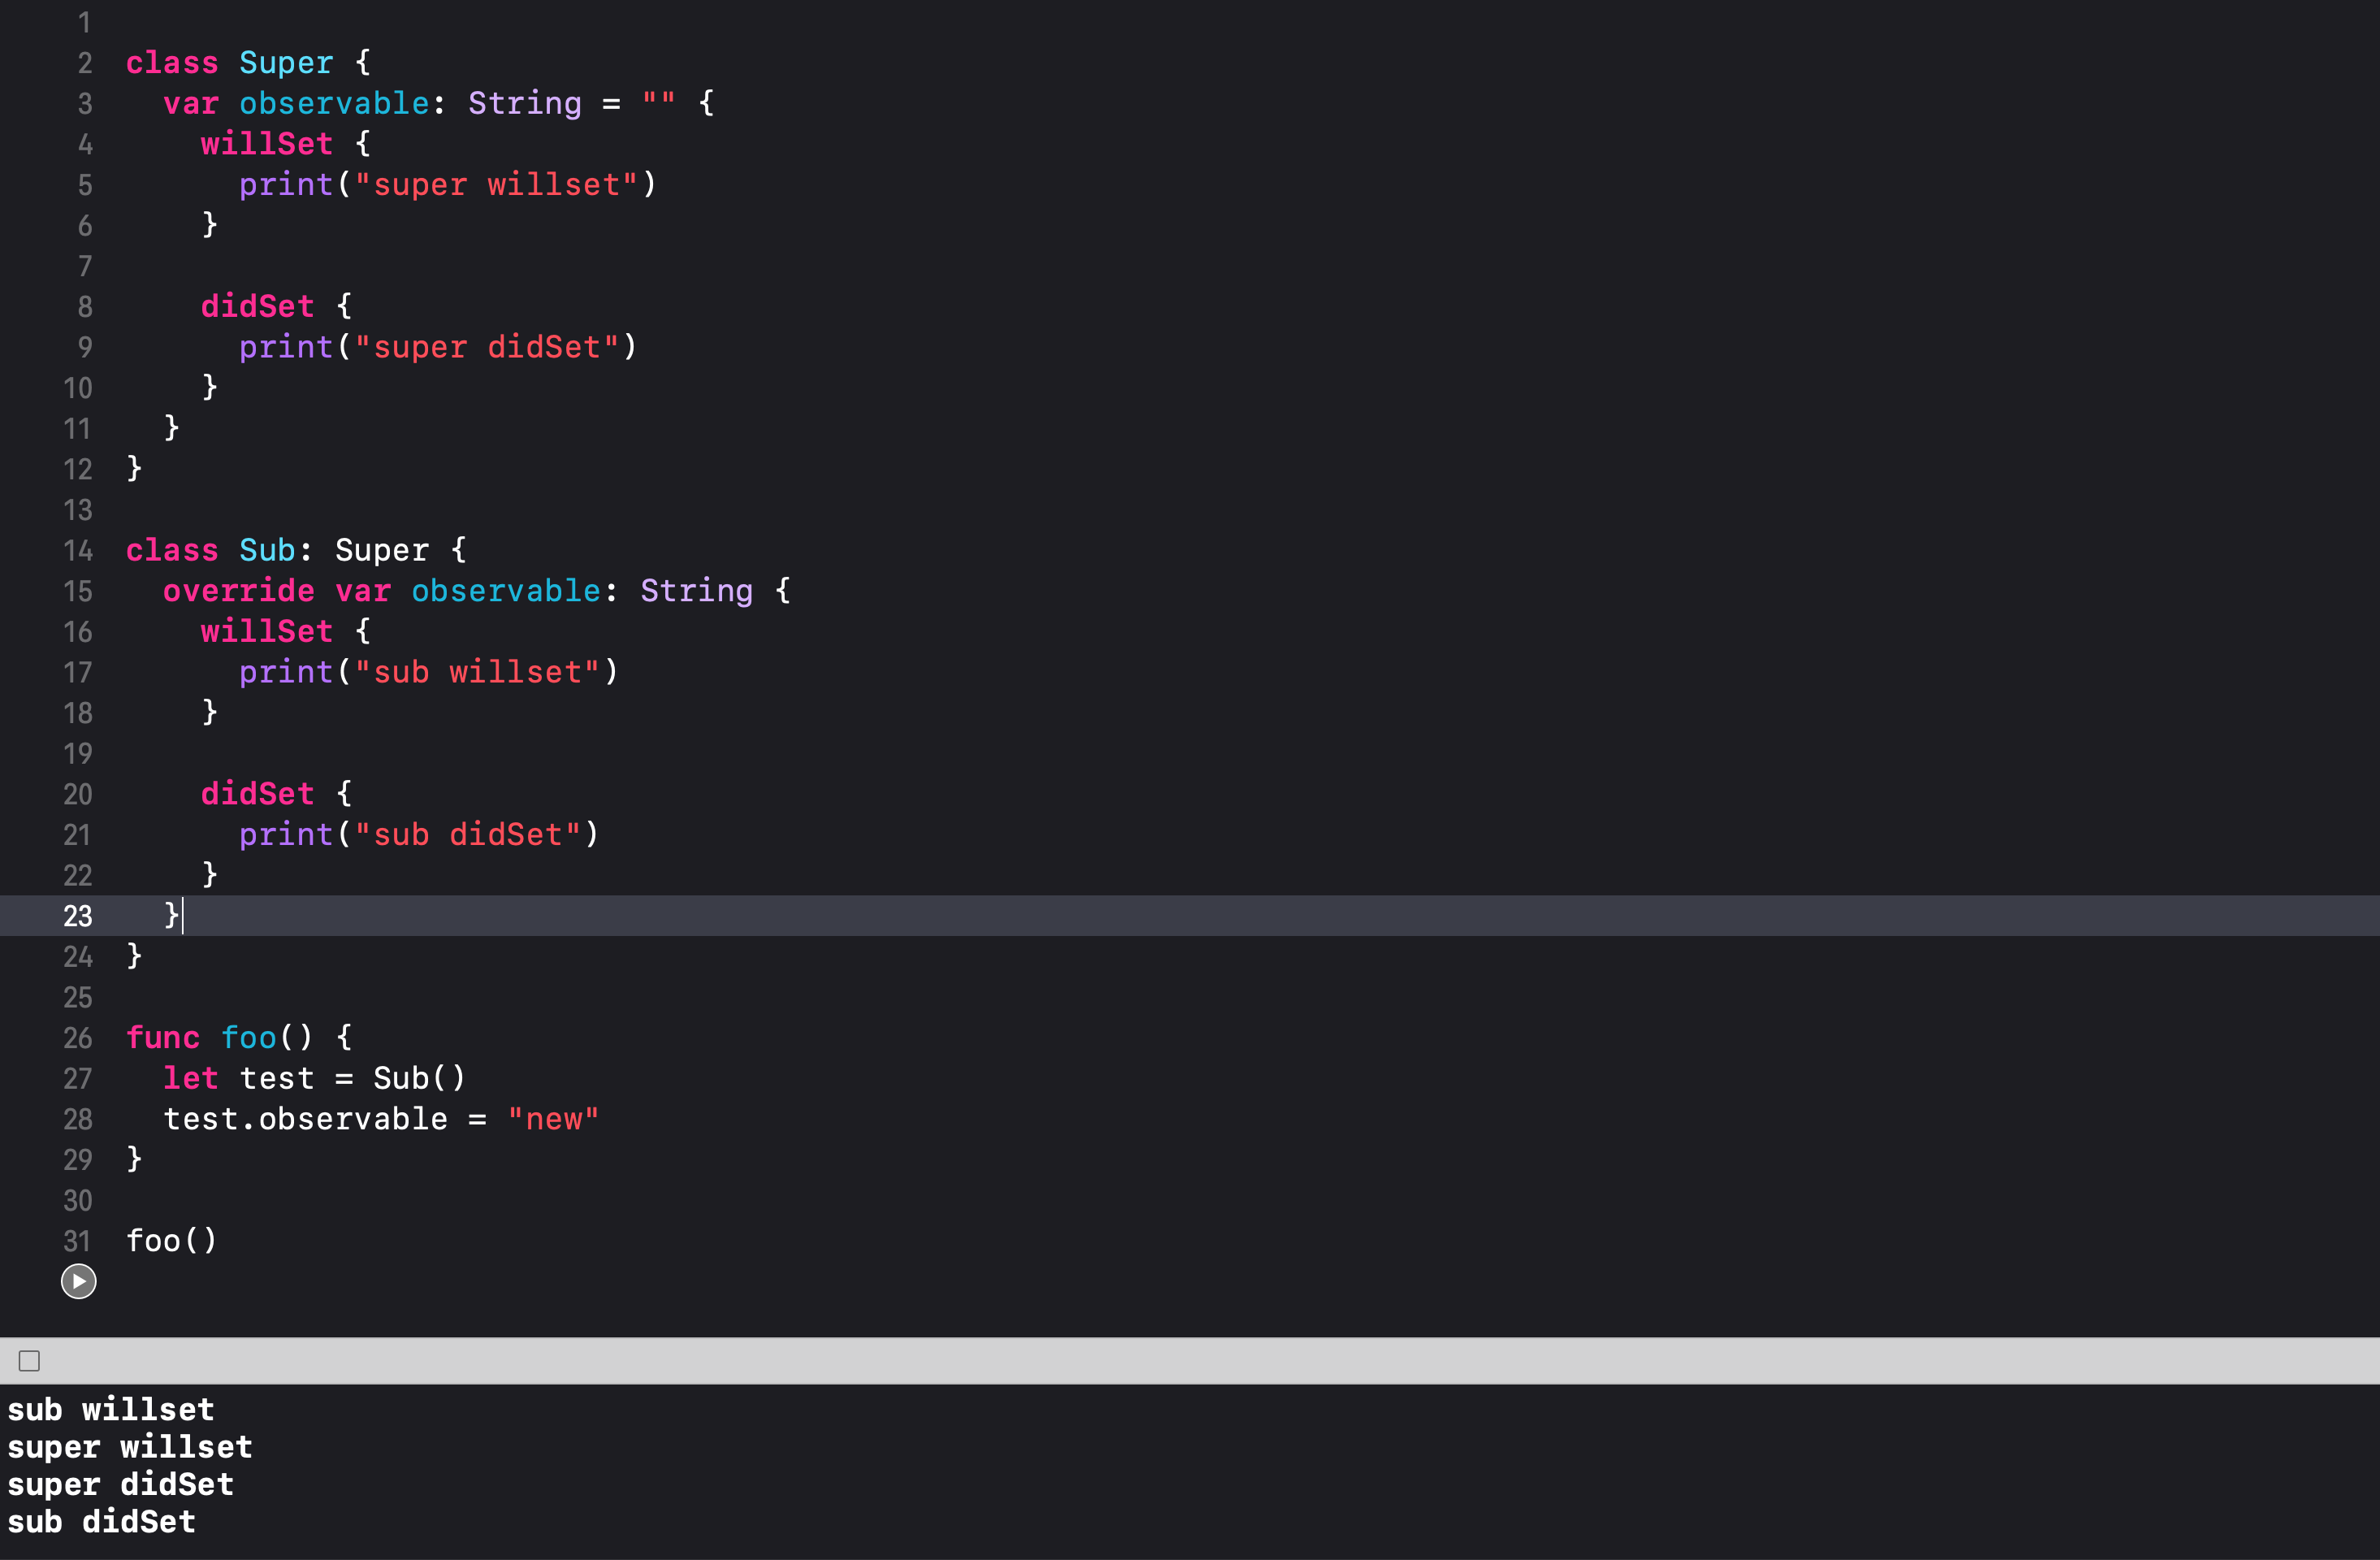 1
2 class Super {
3   var observable: String = "" {
4     willSet {
5       print("super willset")
6     }
7
8     didSet {
9       print("super didSet")
10     }
11   }
12 }
13
14 class Sub: Super {
15   override var observable: String {
16     willSet {
17       print("sub willset")
18     }
19
20     didSet {
21       print("sub didSet")
22     }
23   }
24 }
25
26 func foo() {
27   let test = Sub()
28   test.observable = "new"
29 }
30
31 foo()
sub willset
super willset
super didSet
sub didSet